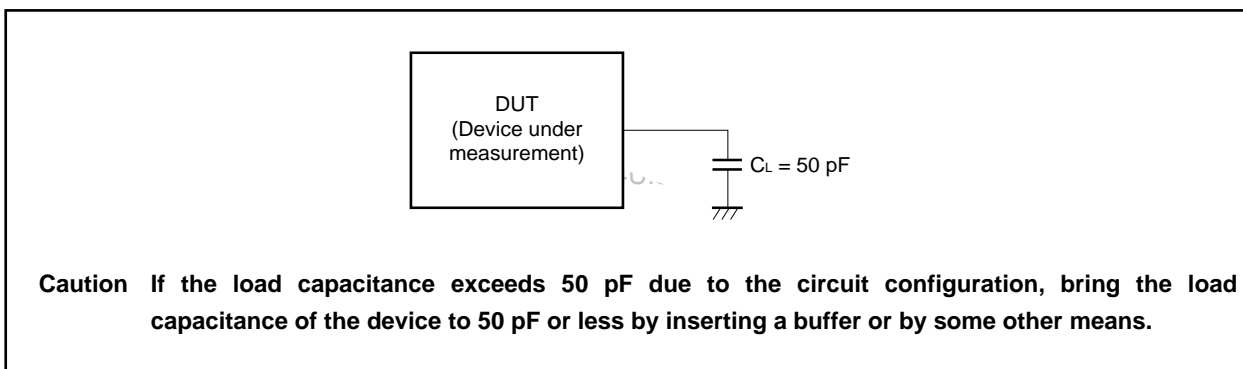 DUT
(Device under
measurement)
CL = 50 pF
Caution If the load capacitance exceeds 50 pF due to the circuit configuration, bring the load
capacitance of the device to 50 pF or less by inserting a buffer or by some other means.